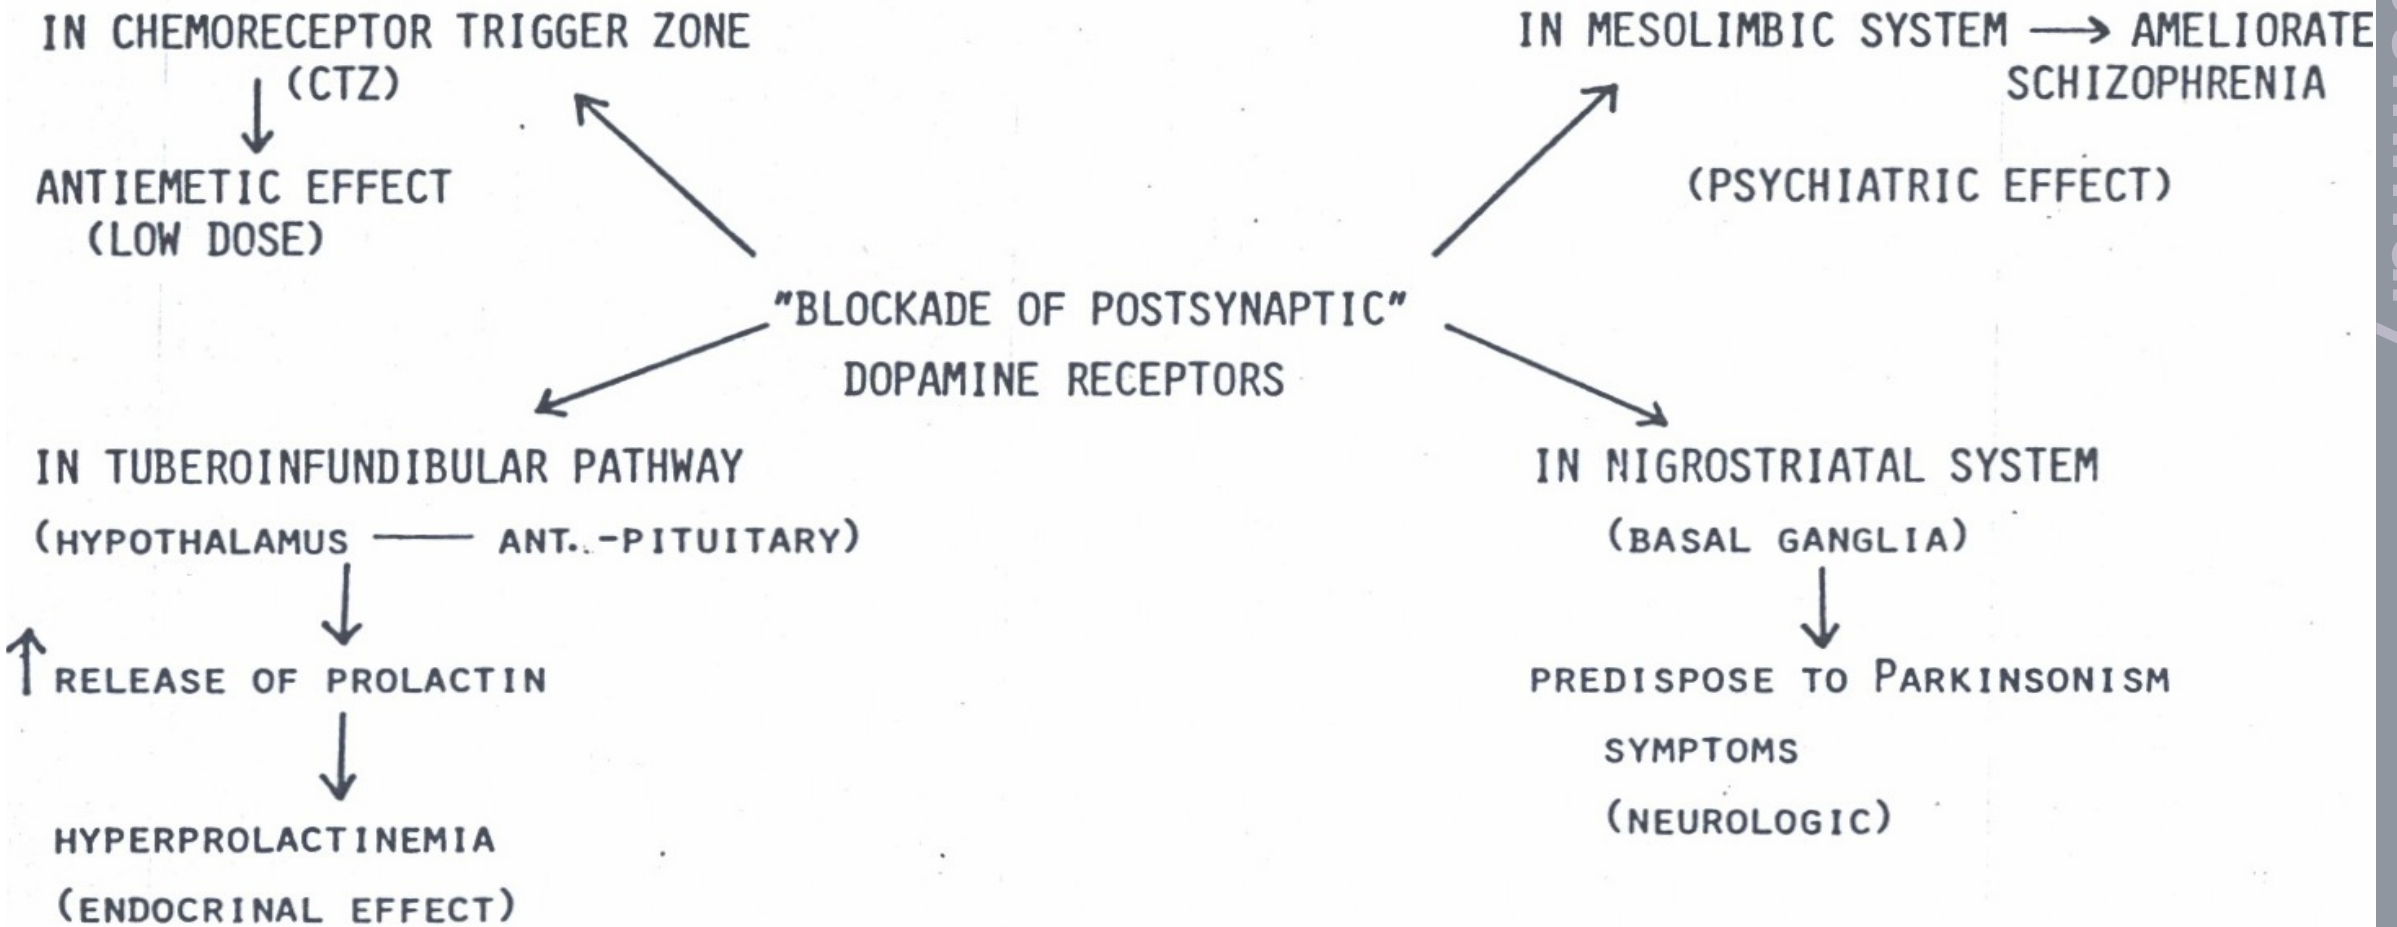 IN CHEMORECEPTOR TRIGGER ZONE
(CTZ)
ANTIEMETIC EFFECT
(LOW DOSE)
IN MESOLIMBIC SYSTEM → AMELIORATE
SCHIZOPHRENIA
(PSYCHIATRIC EFFECT)
"BLOCKADE OF POSTSYNAPTIC"
DOPAMINE RECEPTORS
IN TUBEROINFUNDIBULAR PATHWAY
(HYPOTHALAMUS — ANT.-PITUITARY)
↑ RELEASE OF PROLACTIN
HYPERPROLACTINEMIA
(ENDOCRINAL EFFECT)
IN NIGROSTRIATAL SYSTEM
(BASAL GANGLIA)
PREDISPOSE TO PARKINSONISM
SYMPTOMS
(NEUROLOGIC)